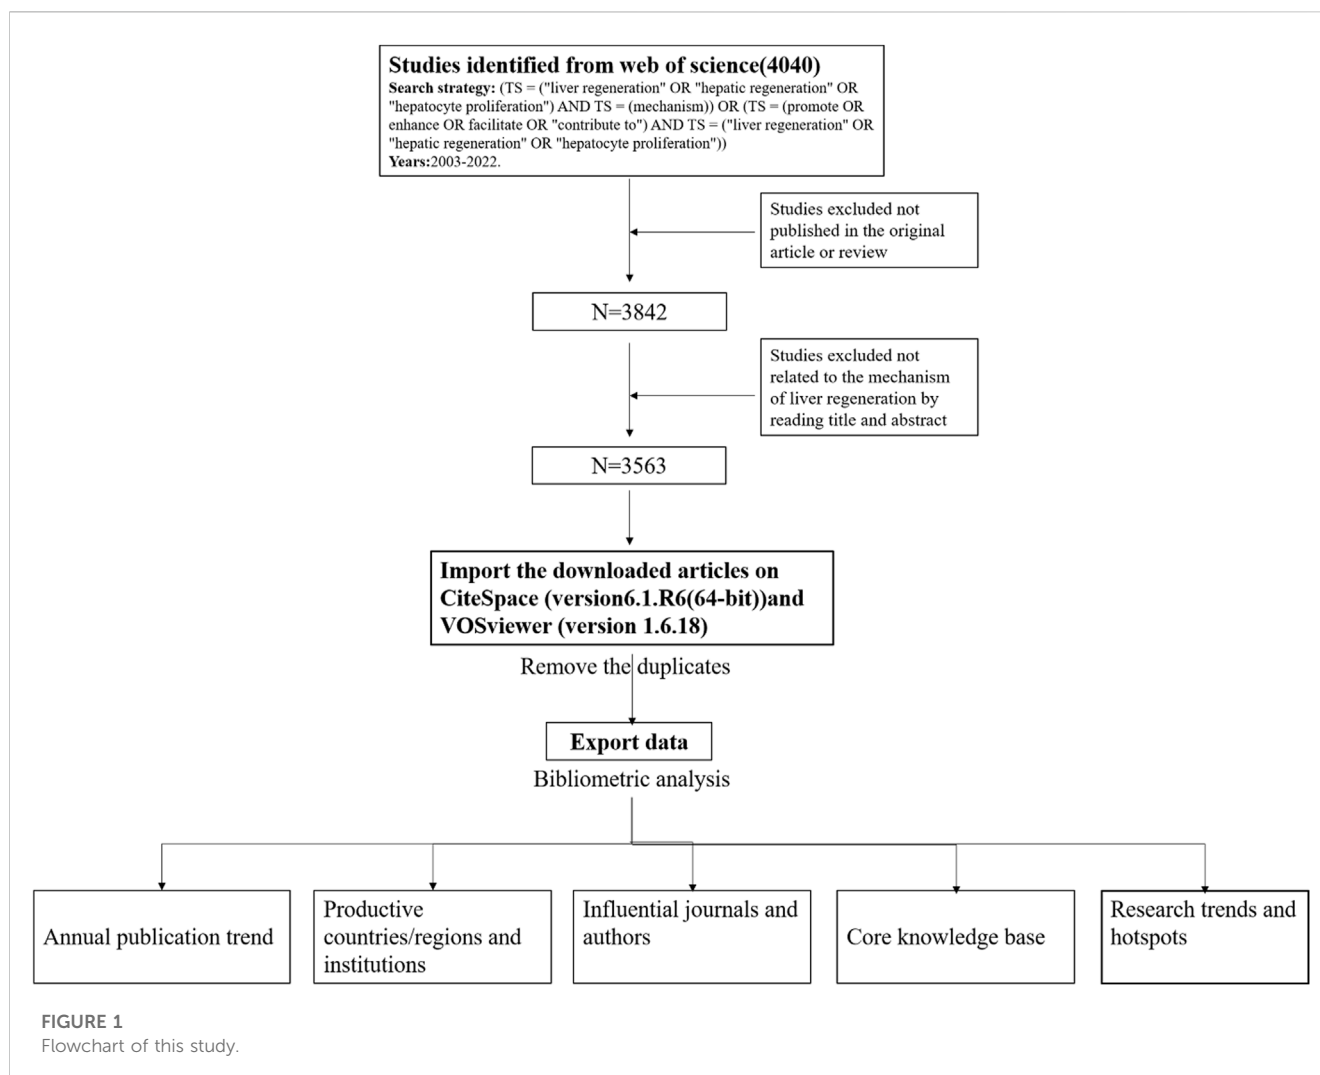 Studies identified from web of science(4040)
Search strategy: (TS = ("liver regeneration" OR "hepatic regeneration" OR
"hepatocyte proliferation") AND TS = (mechanism)) OR (TS = (promote OR
enhance OR facilitate OR "contribute to") AND TS = ("liver regeneration" OR
"hepatic regeneration" OR "hepatocyte proliferation"))
Years:2003-2022.
Studies excluded not
published in the original
article or review
N=3842
Studies excluded not
related to the mechanism
of liver regeneration by
reading title and abstract
N=3563
Import the downloaded articles on
CiteSpace (version6.1.R6(64-bit))and
VOSviewer (version 1.6.18)
Remove the duplicates
Export data
Bibliometric analysis
Annual publication trend
Productive
countries/regions and
institutions
Influential journals and
authors
Core knowledge base
Research trends and
hotspots
FIGURE 1
Flowchart of this study.